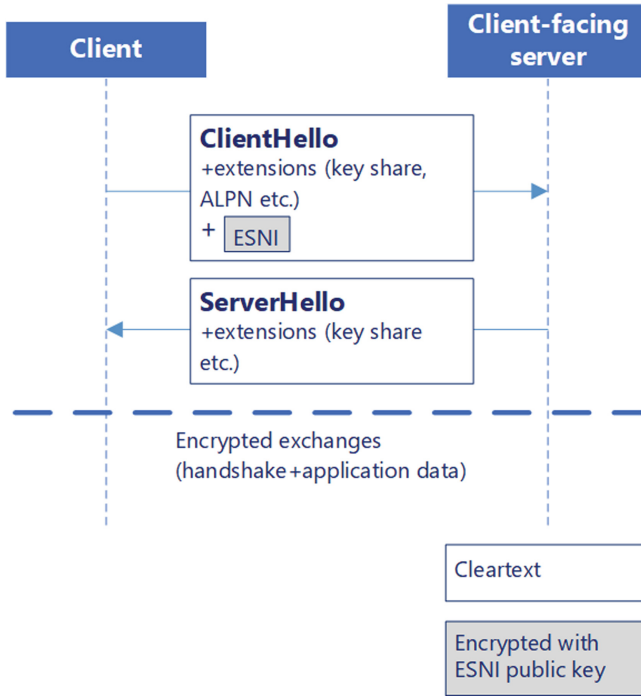 Client
Client-facing
server
ClientHello
+extensions (key share,
ALPN etc.)
+ ESNI
ServerHello
+extensions (key share
etc.)
Encrypted exchanges
(handshake+application data)
Cleartext
Encrypted with
ESNI public key